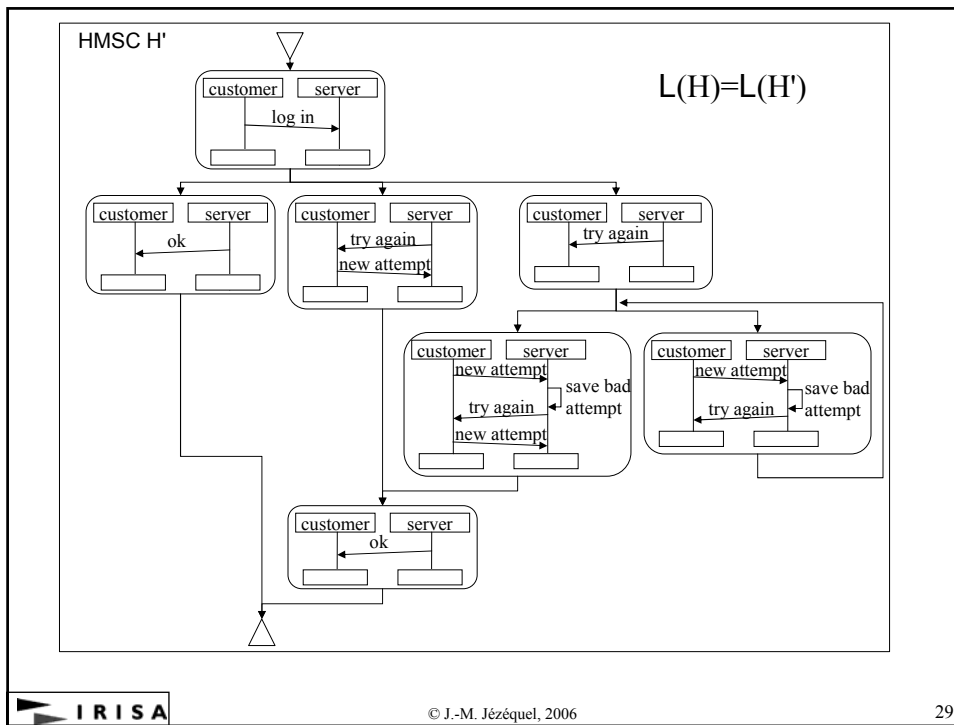 HMSC H'
L(H)=L(H')
customer server
log in
customer server
ok
customer server
try again
new attempt
customer server
try again
customer server
new attempt
save bad
attempt
try again
new attempt
customer server
new attempt
save bad
attempt
try again
customer server
ok
IRISA
© J.-M. Jézéquel, 2006
29